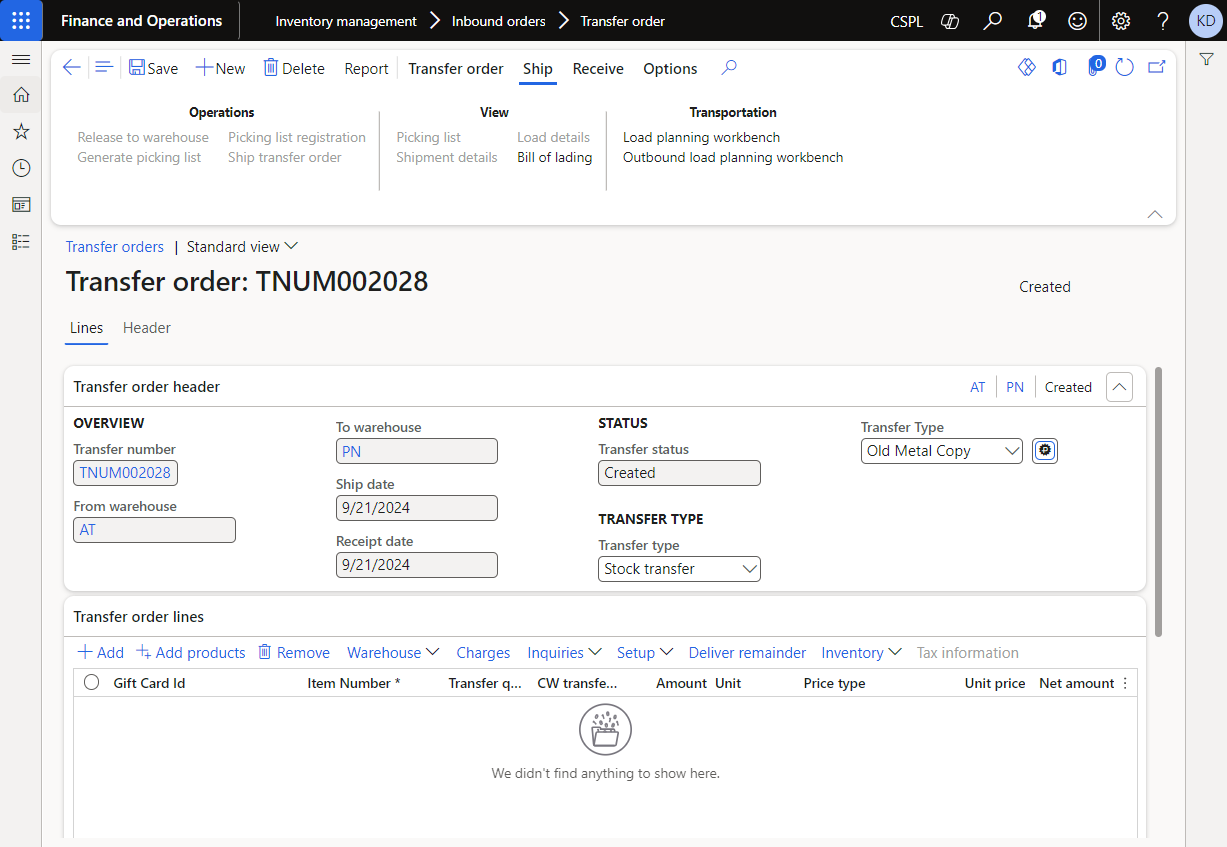 Finance and Operations
Inventory management > Inbound orders > Transfer order
CSPL
1
?
KD
Save
New
Delete
Report
Transfer order
Ship
Receive
Options
0
Operations
View
Transportation
Release to warehouse
Picking list registration
Picking list
Load details
Load planning workbench
Generate picking list
Ship transfer order
Shipment details
Bill of lading
Outbound load planning workbench
Transfer orders | Standard view
Transfer order: TNUM002028
Created
Lines
Header
Transfer order header
AT
PN
Created
OVERVIEW
Transfer number
TNUM002028
From warehouse
AT
To warehouse
PN
Ship date
9/21/2024
Receipt date
9/21/2024
STATUS
Transfer status
Created
TRANSFER TYPE
Transfer type
Stock transfer
Transfer Type
Old Metal Copy
Transfer order lines
Add
Add products
Remove
Warehouse
Charges
Inquiries
Setup
Deliver remainder
Inventory
Tax information
Gift Card Id
Item Number *
Transfer q...
CW transfe...
Amount
Unit
Price type
Unit price
Net amount
We didn't find anything to show here.